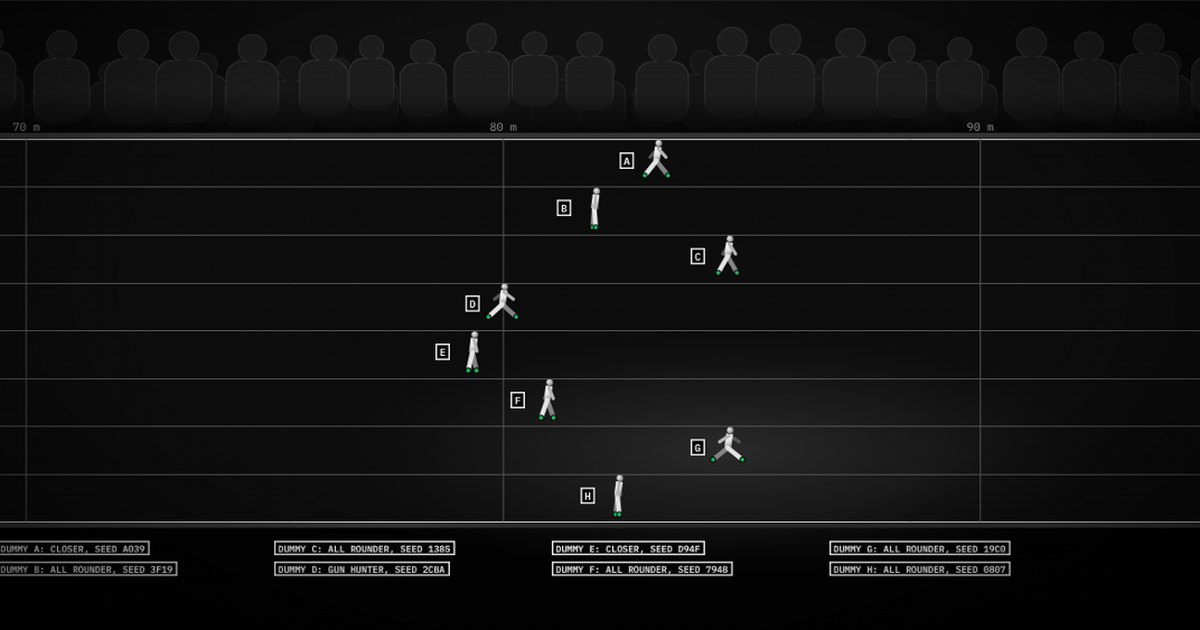 70 m 80 m 90 m
A
B
C
D
E
F
G
H
DUMMY A: CLOSER, SEED A039 DUMMY C: ALL ROUNDER, SEED 1385 DUMMY E: CLOSER, SEED D94F DUMMY G: ALL ROUNDER, SEED 19C0
DUMMY B: ALL ROUNDER, SEED 3F19 DUMMY D: GUN HUNTER, SEED 2CBA DUMMY F: ALL ROUNDER, SEED 7948 DUMMY H: ALL ROUNDER, SEED 0807